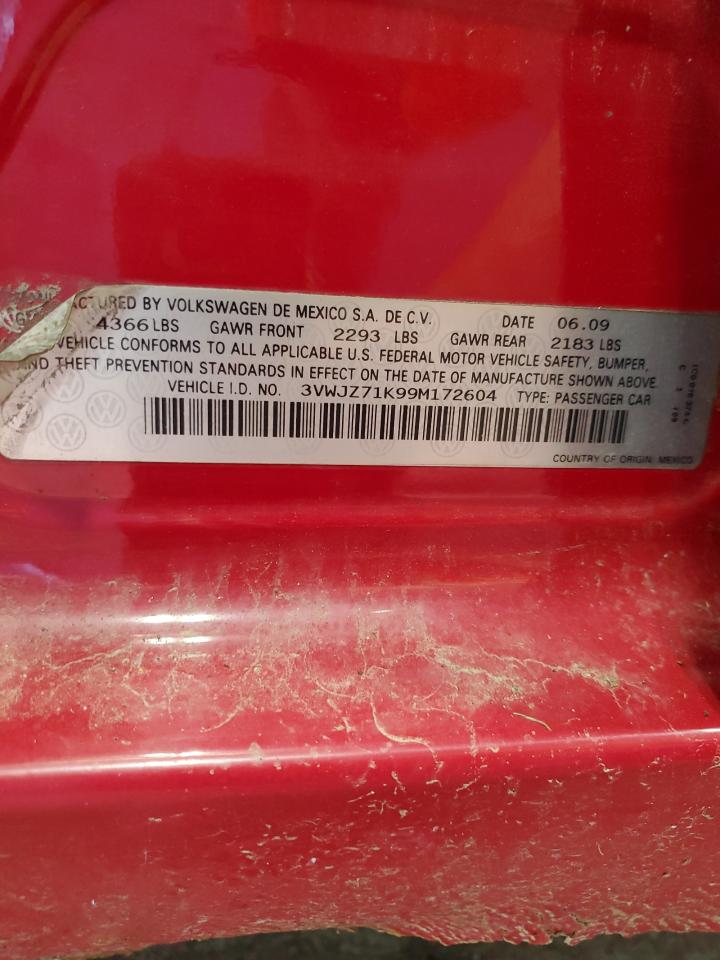 ACTURED BY VOLKSWAGEN DE MEXICO S.A. DE C.V. DATE 06.09
4366 LBS GAWR FRONT 2293 LBS GAWR REAR 2183 LBS
VEHICLE CONFORMS TO ALL APPLICABLE U.S. FEDERAL MOTOR VEHICLE SAFETY, BUMPER,
AND THEFT PREVENTION STANDARDS IN EFFECT ON THE DATE OF MANUFACTURE SHOWN ABOVE.
VEHICLE I.D. NO. 3VWJZ71K99M172604 TYPE: PASSENGER CAR
COUNTRY OF ORIGIN: MEXICO